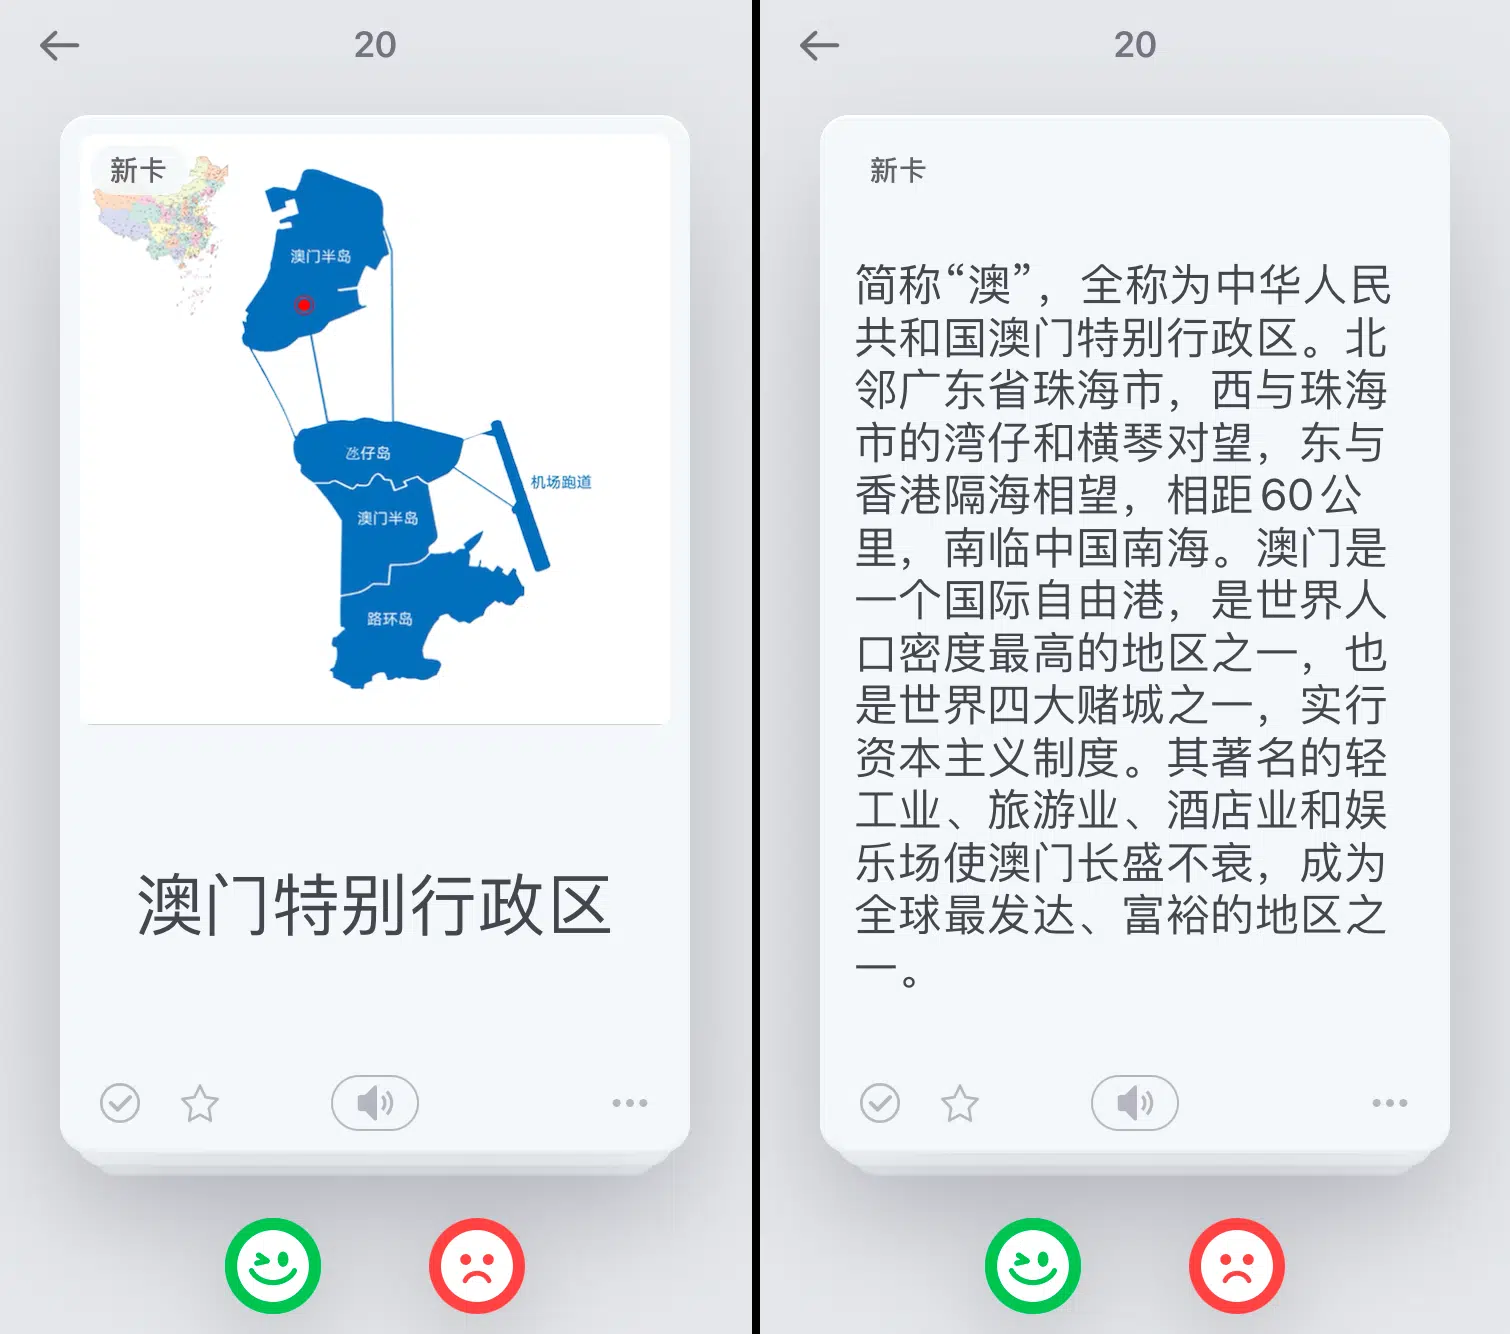 20
新卡
澳门半岛
氹仔岛
机场跑道
澳门半岛
路环岛
澳门特别行政区
20
新卡
简称“澳”，全称为中华人民
共和国澳门特别行政区。北
邻广东省珠海市，西与珠海
市的湾仔和横琴对望，东与
香港隔海相望，相距60公
里，南临中国南海。澳门是
一个国际自由港，是世界人
口密度最高的地区之一，也
是世界四大赌城之一，实行
资本主义制度。其著名的轻
工业、旅游业、酒店业和娱
乐场使澳门长盛不衰，成为
全球最发达、富裕的地区之
一。